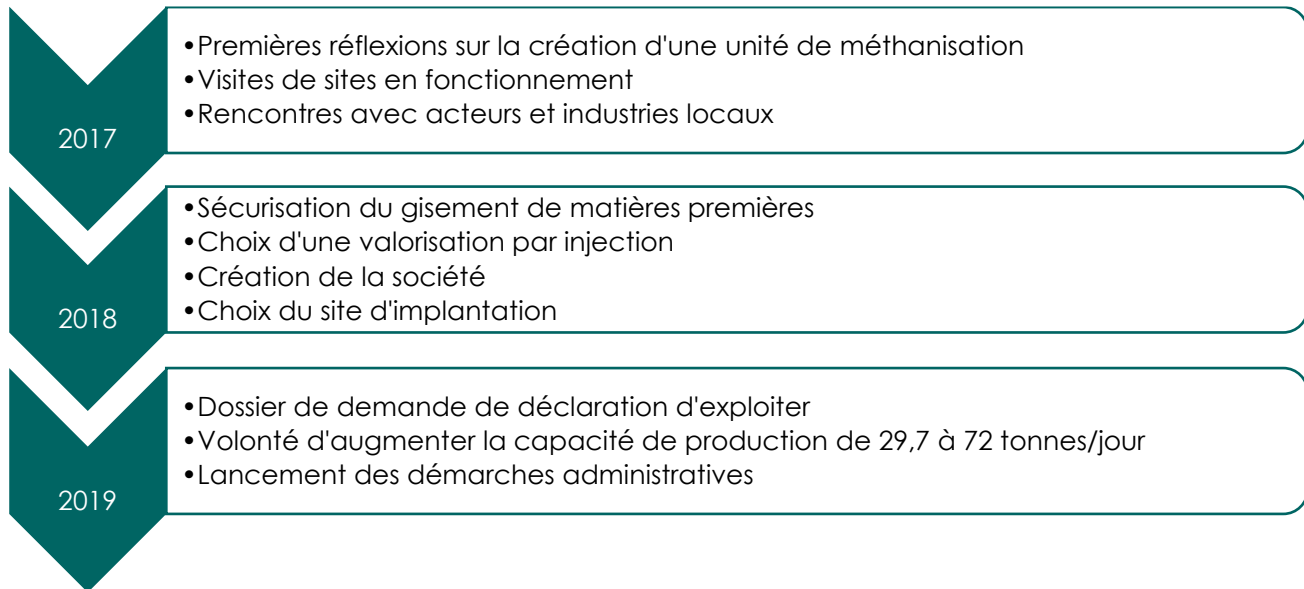 2017
•Premières réflexions sur la création d'une unité de méthanisation
•Visites de sites en fonctionnement
•Rencontres avec acteurs et industries locaux
2018
•Sécurisation du gisement de matières premières
•Choix d'une valorisation par injection
•Création de la société
•Choix du site d'implantation
2019
•Dossier de demande de déclaration d'exploiter
•Volonté d'augmenter la capacité de production de 29,7 à 72 tonnes/jour
•Lancement des démarches administratives